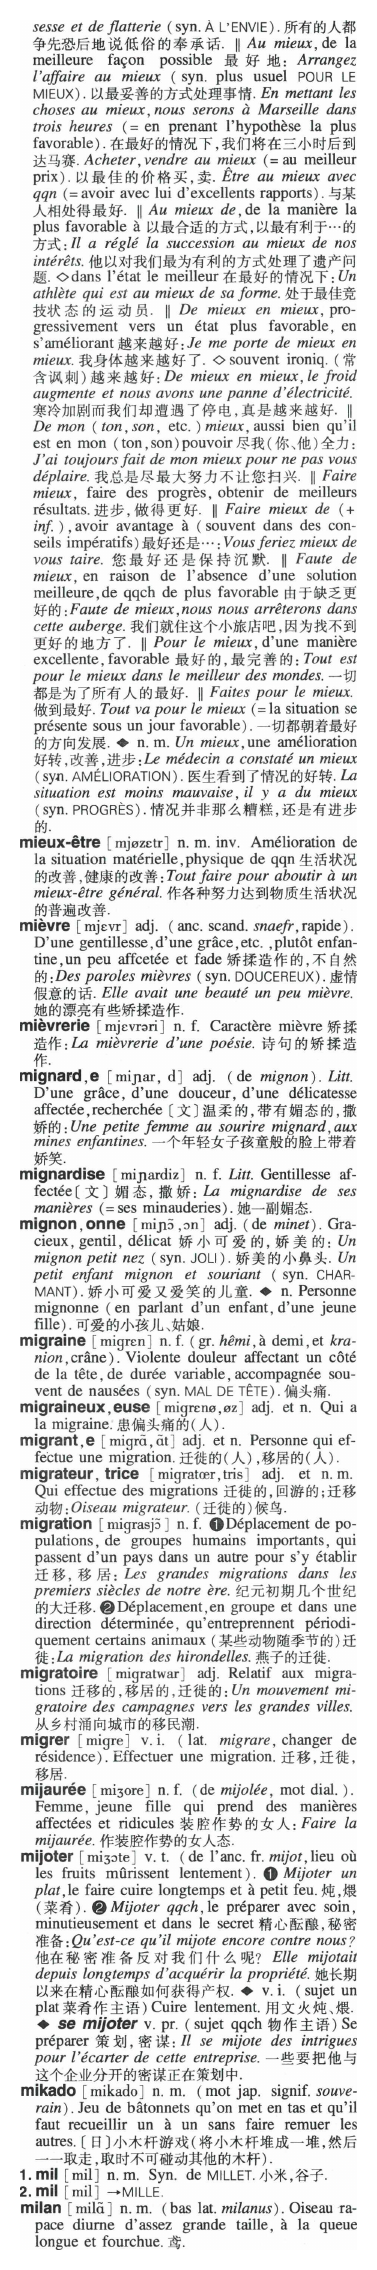 sesse et de flatterie (syn. À L'ENVIE). 所有的人都
争先恐后地说低俗的奉承话. ‖ Au mieux, de la
meilleure façon possible 最好地: Arrangez
l'affaire au mieux (syn. plus usuel POUR LE
MIEUX). 以最妥善的方式处理事情. En mettant les
choses au mieux, nous serons à Marseille dans
trois heures (= en prenant l'hypothèse la plus
favorable). 在最好的情况下,我们将在三小时后到
达马赛. Acheter, vendre au mieux (= au meilleur
prix). 以最佳的价格买,卖. Être au mieux avec
qqn (= avoir avec lui d'excellents rapports). 与某
人相处得最好. ‖ Au mieux de, de la manière la
plus favorable à 以最合适的方式,以最有利于…的
方式: Il a réglé la succession au mieux de nos
intérêts. 他以对我们最为有利的方式处理了遗产问
题. ◇ dans l'état le meilleur 在最好的情况下: Un
athlète qui est au mieux de sa forme. 处于最佳竞
技状态的运动员. ‖ De mieux en mieux, pro-
gressivement vers un état plus favorable, en
s'améliorant 越来越好: Je me porte de mieux en
mieux. 我身体越来越好了. ◇ souvent ironiq. (常
含讽刺) 越来越好: De mieux en mieux, le froid
augmente et nous avons une panne d'électricité.
寒冷加剧而我们却遭遇了停电,真是越来越好. ‖
De mon (ton, son, etc.) mieux, aussi bien qu'il
est en mon (ton, son) pouvoir 尽我(你、他)全力:
J'ai toujours fait de mon mieux pour ne pas vous
déplaire. 我总是尽最大努力不让您扫兴. ‖ Faire
mieux, faire des progrès, obtenir de meilleurs
résultats. 进步,做得更好. ‖ Faire mieux de (+
inf.), avoir avantage à (souvent dans des con-
seils impératifs) 最好还是…: Vous feriez mieux de
vous taire. 您最好还是保持沉默. ‖ Faute de
mieux, en raison de l'absence d'une solution
meilleure, de qqch de plus favorable 由于缺乏更
好的: Faute de mieux, nous nous arrêterons dans
cette auberge. 我们就住这个小旅店吧,因为找不到
更好的地方了. ‖ Pour le mieux, d'une manière
excellente, favorable 最好的,最完善的: Tout est
pour le mieux dans le meilleur des mondes. 一切
都是为了所有人的最好. ‖ Faites pour le mieux.
做到最好. Tout va pour le mieux (= la situation se
présente sous un jour favorable). 一切都朝着最好
的方向发展. ◆ n. m. Un mieux, une amélioration
好转,改善,进步: Le médecin a constaté un mieux
(syn. AMÉLIORATION). 医生看到了情况的好转. La
situation est moins mauvaise, il y a du mieux
(syn. PROGRÈS). 情况并非那么糟糕,还是有进步
的.
mieux-être [mjøzɛtr] n. m. inv. Amélioration de
la situation matérielle, physique de qqn 生活状况
的改善,健康的改善: Tout faire pour aboutir à un
mieux-être général. 作各种努力达到物质生活状况
的普遍改善.
mièvre [mjɛvr] adj. (anc. scand. snaefr, rapide).
D'une gentillesse, d'une grâce, etc., plutôt enfan-
tine, un peu affcetée et fade 矫揉造作的,不自然
的: Des paroles mièvres (syn. DOUCEREUX). 虚情
假意的话. Elle avait une beauté un peu mièvre.
她的漂亮有些矫揉造作.
mièvrerie [mjɛvrəri] n. f. Caractère mièvre 矫揉
造作: La mièvrerie d'une poésie. 诗句的矫揉造
作.
mignard, e [miɲar, d] adj. (de mignon). Litt.
D'une grâce, d'une douceur, d'une délicatesse
affectée, recherchée〔文〕温柔的,带有媚态的,撒
娇的: Une petite femme au sourire mignard, aux
mines enfantines. 一个年轻女子孩童般的脸上带着
娇笑.
mignardise [miɲardiz] n. f. Litt. Gentillesse af-
fectée〔文〕媚态,撒娇: La mignardise de ses
manières (= ses minauderies). 她一副媚态.
mignon, onne [miɲɔ̃, ɔn] adj. (de minet). Gra-
cieux, gentil, délicat 娇小可爱的,娇美的: Un
mignon petit nez (syn. JOLI). 娇美的小鼻头. Un
petit enfant mignon et souriant (syn. CHAR-
MANT). 娇小可爱又爱笑的儿童. ◆ n. Personne
mignonne (en parlant d'un enfant, d'une jeune
fille). 可爱的小孩儿、姑娘.
migraine [migrɛn] n. f. (gr. hêmi, à demi, et kra-
nion, crâne). Violente douleur affectant un côté
de la tête, de durée variable, accompagnée sou-
vent de nausées (syn. MAL DE TÊTE). 偏头痛.
migraineux, euse [migrɛnø, øz] adj. et n. Qui a
la migraine. 患偏头痛的(人).
migrant, e [migrɑ̃, ɑ̃t] adj. et n. Personne qui ef-
fectue une migration. 迁徙的(人),移居的(人).
migrateur, trice [migratœr, tris] adj. et n. m.
Qui effectue des migrations 迁徙的,回游的;迁移
动物: Oiseau migrateur. (迁徙的)候鸟.
migration [migrasjɔ̃] n. f. ❶ Déplacement de po-
pulations, de groupes humains importants, qui
passent d'un pays dans un autre pour s'y établir
迁移,移居: Les grandes migrations dans les
premiers siècles de notre ère. 纪元初期几个世纪
的大迁移. ❷ Déplacement, en groupe et dans une
direction déterminée, qu'entreprennent périodi-
quement certains animaux (某些动物随季节的)迁
徙: La migration des hirondelles. 燕子的迁徙.
migratoire [migratwar] adj. Relatif aux migra-
tions 迁移的,移居的,迁徙的: Un mouvement mi-
gratoire des campagnes vers les grandes villes.
从乡村涌向城市的移民潮.
migrer [migre] v. i. (lat. migrare, changer de
résidence). Effectuer une migration. 迁移,迁徙,
移居.
mijaurée [miʒore] n. f. (de mijolée, mot dial.).
Femme, jeune fille qui prend des manières
affectées et ridicules 装腔作势的女人: Faire la
mijaurée. 作装腔作势的女人态.
mijoter [miʒɔte] v. t. (de l'anc. fr. mijot, lieu où
les fruits mûrissent lentement). ❶ Mijoter un
plat, le faire cuire longtemps et à petit feu. 炖,煨
(菜肴). ❷ Mijoter qqch, le préparer avec soin,
minutieusement et dans le secret 精心酝酿,秘密
准备: Qu'est-ce qu'il mijote encore contre nous?
他在秘密准备反对我们什么呢? Elle mijotait
depuis longtemps d'acquérir la propriété. 她长期
以来在精心酝酿如何获得产权. ◆ v. i. (sujet un
plat 菜肴作主语) Cuire lentement. 用文火炖、煨.
◆ se mijoter v. pr. (sujet qqch 物作主语) Se
préparer 策划,密谋: Il se mijote des intrigues
pour l'écarter de cette entreprise. 一些要把他与
这个企业分开的密谋正在策划中.
mikado [mikado] n. m. (mot jap. signif. souve-
rain). Jeu de bâtonnets qu'on met en tas et qu'il
faut recueillir un à un sans faire remuer les
autres.〔日〕小木杆游戏(将小木杆堆成一堆,然后
一一取走,取时不可碰动其他的木杆).
1. mil [mil] n. m. Syn. de MILLET. 小米,谷子.
2. mil [mil] →MILLE.
milan [milɑ̃] n. m. (bas lat. milanus). Oiseau ra-
pace diurne d'assez grande taille, à la queue
longue et fourchue. 鸢.